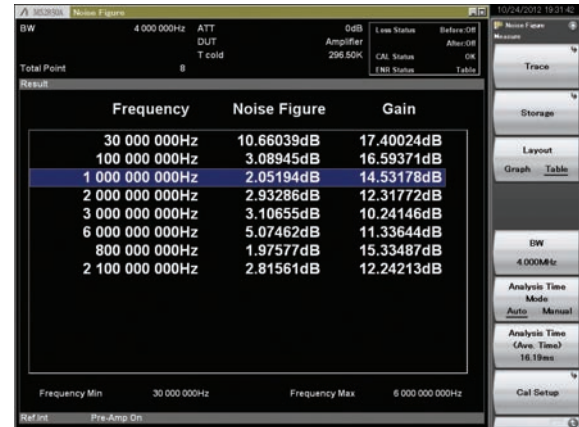 MS2850A Noise Figure 10/24/2012 19:31:42
BW 4 000 000Hz ATT 0dB Loss Status Before:Off
DUT Amplifier After:Off
T cold 296.50K CAL Status OK
Total Point 8 ENR Status Table
Result
Frequency Noise Figure Gain
30 000 000Hz 10.66039dB 17.40024dB
100 000 000Hz 3.08945dB 16.59371dB
1 000 000 000Hz 2.05194dB 14.53178dB
2 000 000 000Hz 2.93286dB 12.31772dB
3 000 000 000Hz 3.10655dB 10.24146dB
6 000 000 000Hz 5.07462dB 11.33644dB
800 000 000Hz 1.97577dB 15.33487dB
2 100 000 000Hz 2.81561dB 12.24213dB
Frequency Min 30 000 000Hz Frequency Max 6 000 000 000Hz
Ref.Int Pre-Amp On
Noise Figure
Measure
Trace
Storage
Layout
Graph Table
BW
4.000MHz
Analysis Time
Mode
Auto Manual
Analysis Time
(Ave. Time)
16.19ms
Cal Setup